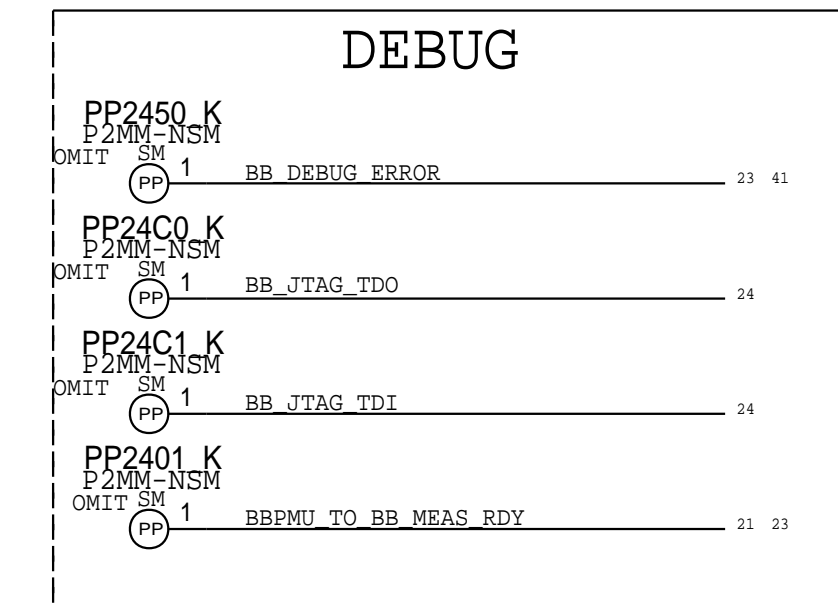 DEBUG
PP2450_K
P2MM-NSM
OMIT SM
PP 1 BB_DEBUG_ERROR 23 41
PP24C0_K
P2MM-NSM
OMIT SM
PP 1 BB_JTAG_TDO 24
PP24C1_K
P2MM-NSM
OMIT SM
PP 1 BB_JTAG_TDI 24
PP2401_K
P2MM-NSM
OMIT SM
PP 1 BBPMU_TO_BB_MEAS_RDY 21 23